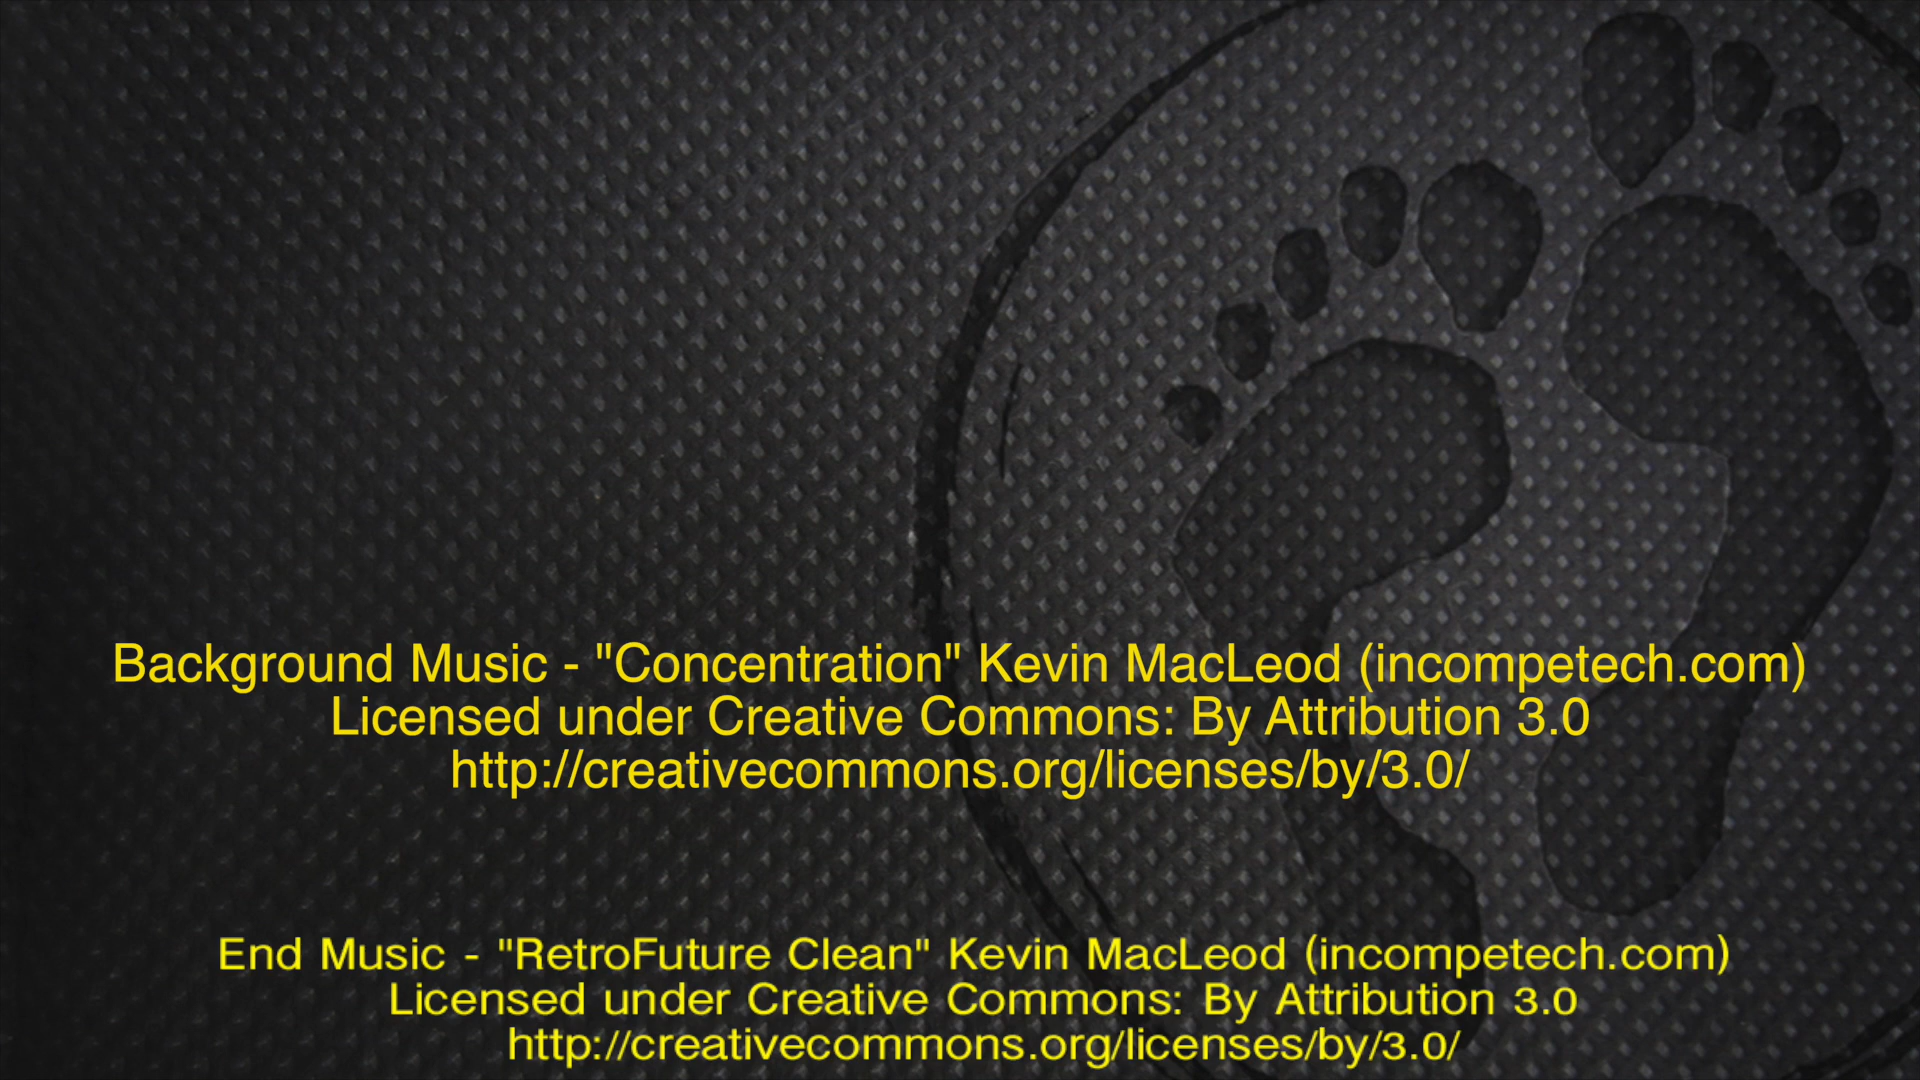 Background Music - "Concentration" Kevin MacLeod (incompetech.com)
Licensed under Creative Commons: By Attribution 3.0
http://creativecommons.org/licenses/by/3.0/
End Music - "RetroFuture Clean" Kevin MacLeod (incompetech.com)
Licensed under Creative Commons: By Attribution 3.0
http://creativecommons.org/licenses/by/3.0/